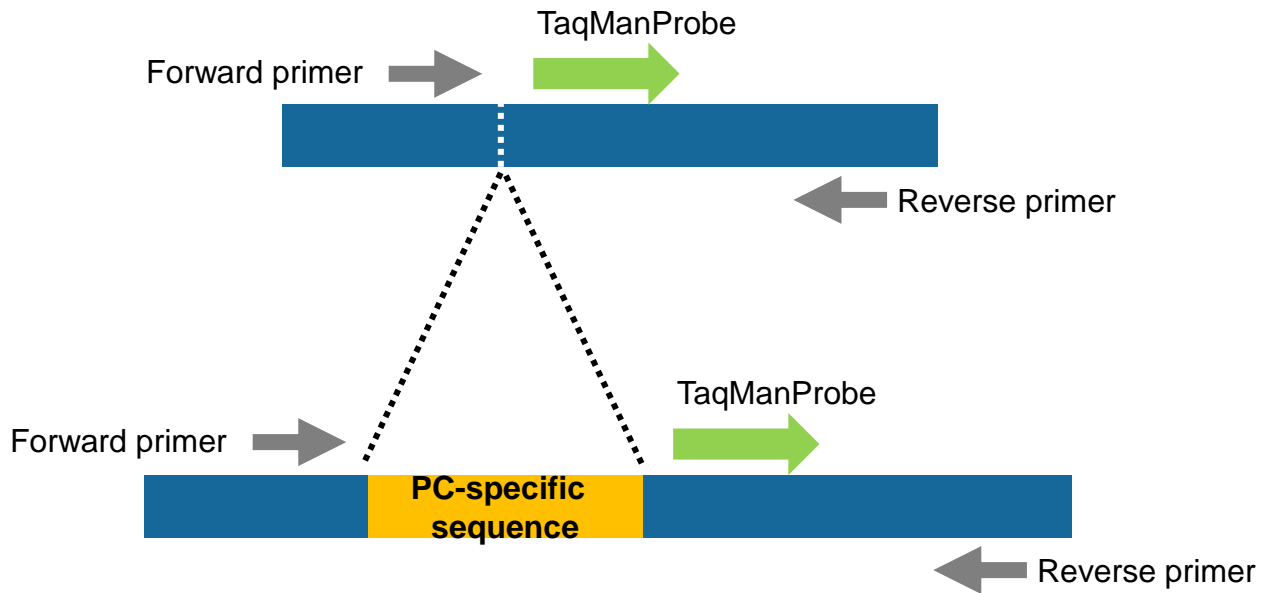 TaqManProbe
Forward primer
Reverse primer
TaqManProbe
Forward primer
PC-specific
sequence
Reverse primer